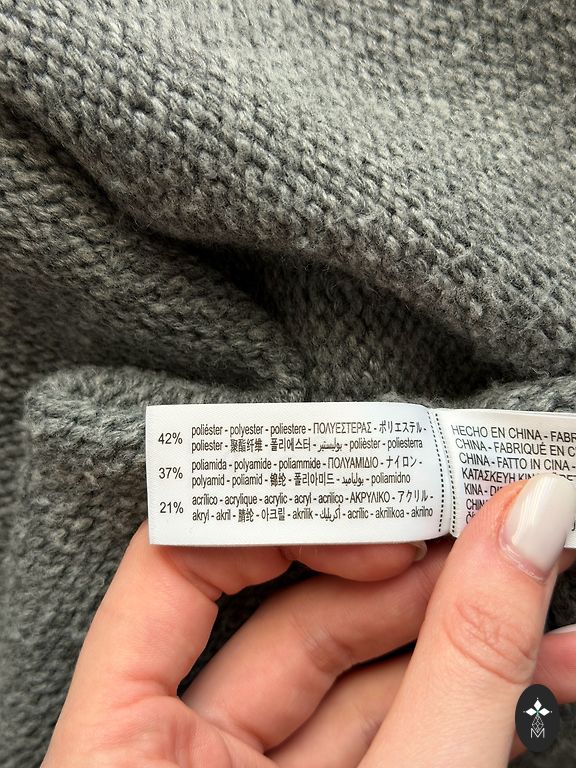 42% poliéster - polyester - poliestere - ΠΟΛΥΕΣΤΕΡΑΣ - ポリエステル -
poliester - 聚酯纤维 - 폴리에스터 - بوليستير - polièster - poliesterra
37% poliamida - polyamide - poliammide - ΠΟΛΥΑΜΙΔΙΟ - ナイロン -
polyamid - poliamid - 锦纶 - 폴리아미드 - بولياميد - poliamidno
21% acrílico - acrylique - acrylic - acryl - acrilico - ΑΚΡΥΛΙΚΟ - アクリル -
akryl - akril - 腈纶 - 아크릴 - akrilik - أكريليك - acrílic - akrilikoa - akrilno
HECHO EN CHINA - FABR
CHINA - FABRIQUÉ EN C
CHINA - FATTO IN CINA -
ΚΑΤΑΣΚΕΥΗ ΚΙΝ
KINA -